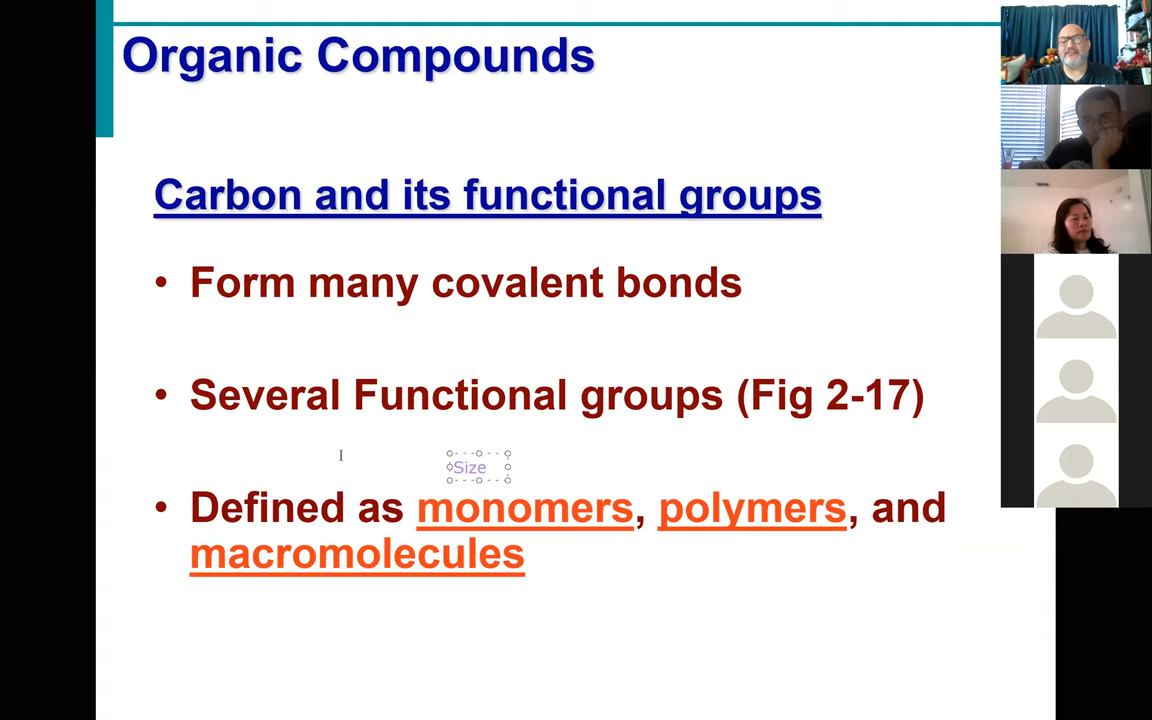 Organic Compounds
Carbon and its functional groups
• Form many covalent bonds
• Several Functional groups (Fig 2-17)
Size
• Defined as monomers, polymers, and
macromolecules